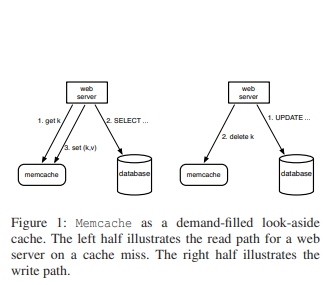 web
server
1. get k
2. SELECT ...
3. set (k,v)
memcache
database
web
server
1. UPDATE ...
2. delete k
memcache
database
Figure 1: Memcache as a demand-filled look-aside
cache. The left half illustrates the read path for a web
server on a cache miss. The right half illustrates the
write path.